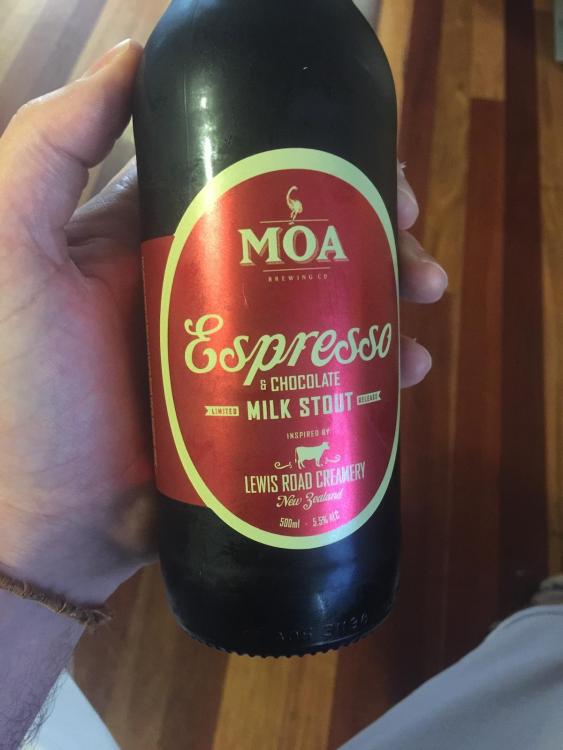 MOA
BREWING CO
Espresso
& CHOCOLATE
LIMITED MILK STOUT RELEASE
INSPIRED BY
LEWIS ROAD CREAMERY
New Zealand
500ml · 5.5% ALC